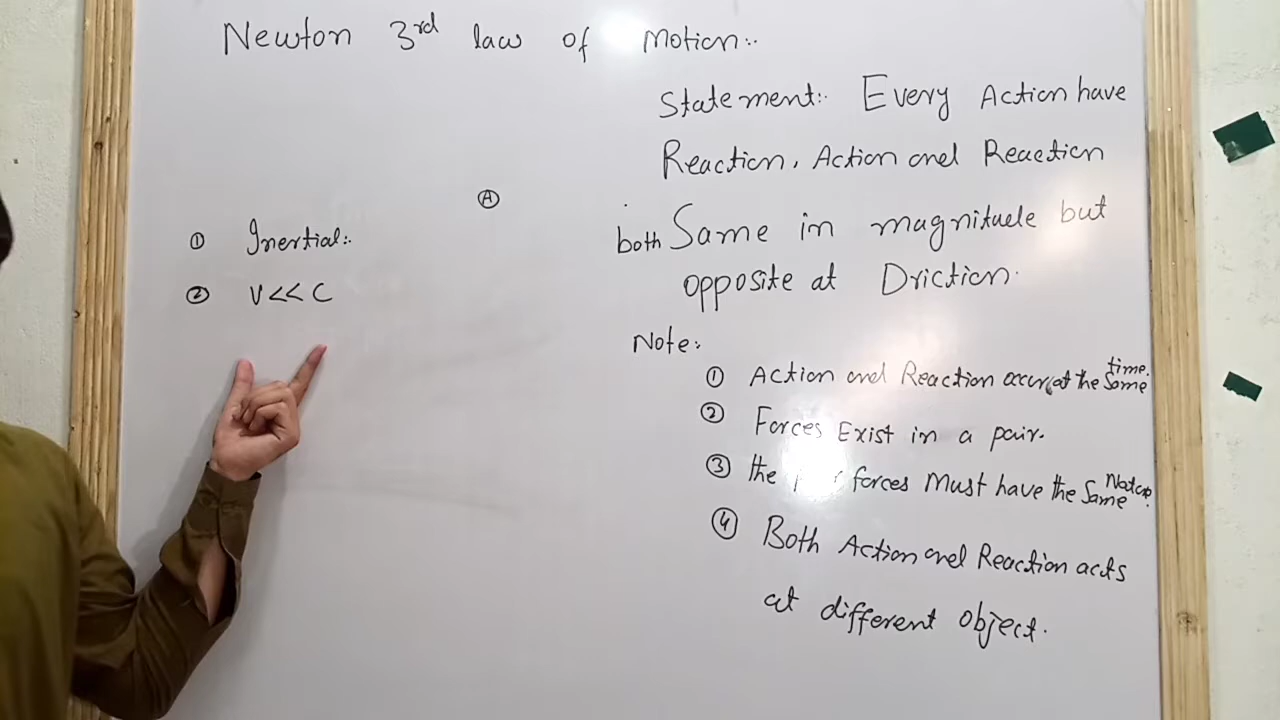 Newton 3rd law of Motion:.
Statement:. Every Action have
Reaction. Action and Reaction
both Same in magnitude but
opposite at Driction.
Ⓐ
① Inertial:.
② V<< C
Note:
① Action and Reaction occur at the Same time.
② Forces Exist in a pair.
③ the forces Must have the Same
④ Both Action and Reaction acts
at different object.